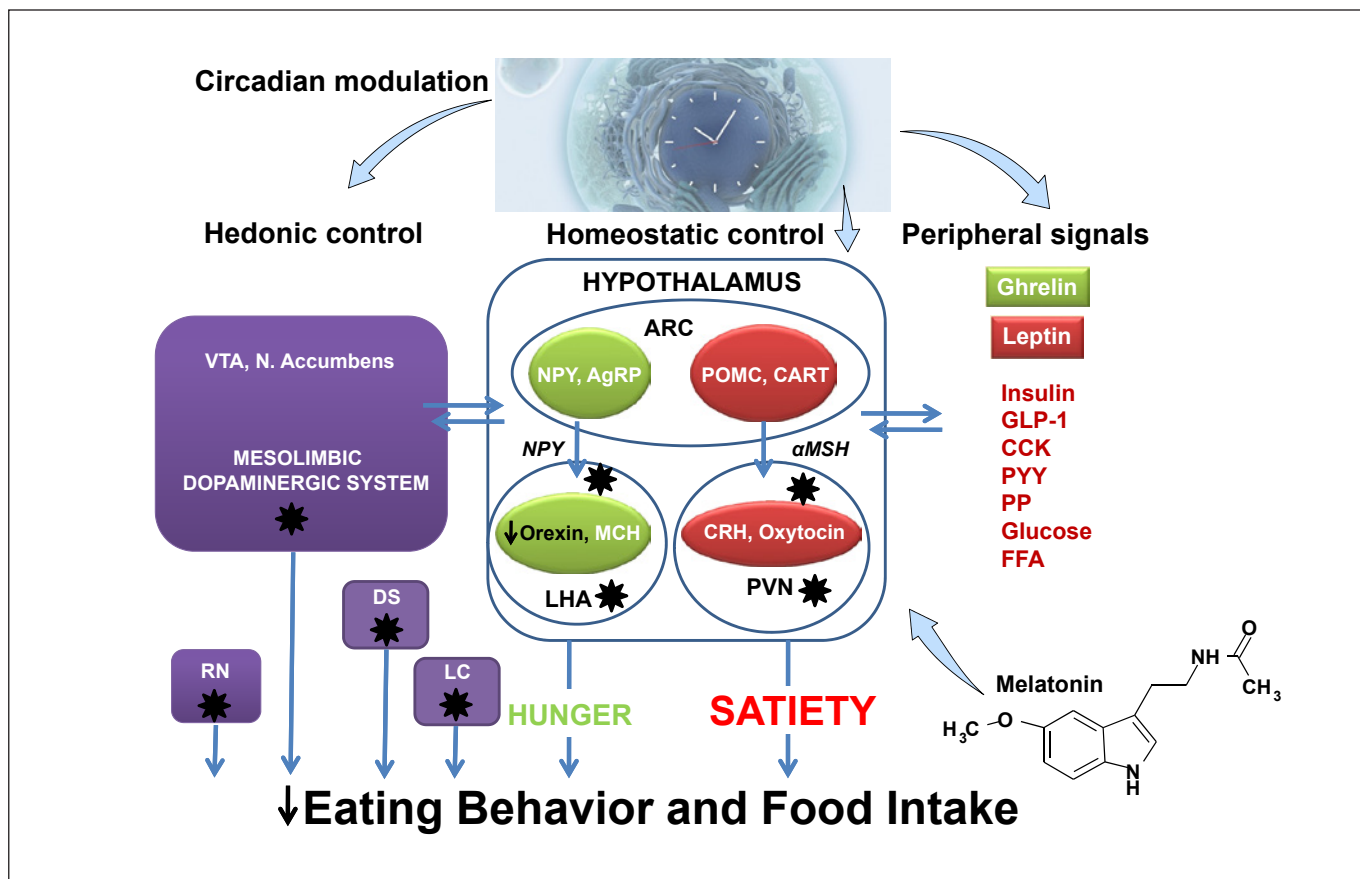 Circadian modulation
Hedonic control
Homeostatic control
Peripheral signals
HYPOTHALAMUS
ARC
NPY, AgRP
POMC, CART
NPY
αMSH
↓Orexin, MCH
CRH, Oxytocin
LHA
PVN
VTA, N. Accumbens
MESOLIMBIC
DOPAMINERGIC SYSTEM
Ghrelin
Leptin
Insulin
GLP-1
CCK
PYY
PP
Glucose
FFA
RN
DS
LC
HUNGER
SATIETY
Melatonin
H₃C
O
NH
O
CH₃
N
H
↓Eating Behavior and Food Intake